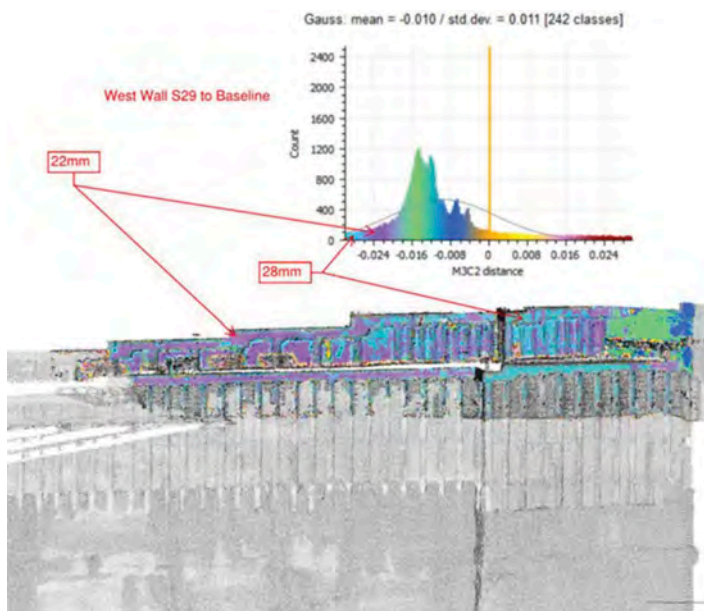 Gauss: mean = -0.010 / std.dev. = 0.011 [242 classes]
West Wall S29 to Baseline
22mm
28mm
Count
2400
2000
1600
1200
800
400
0
-0.024 -0.016 -0.008 0 0.008 0.016 0.024
M3C2 distance